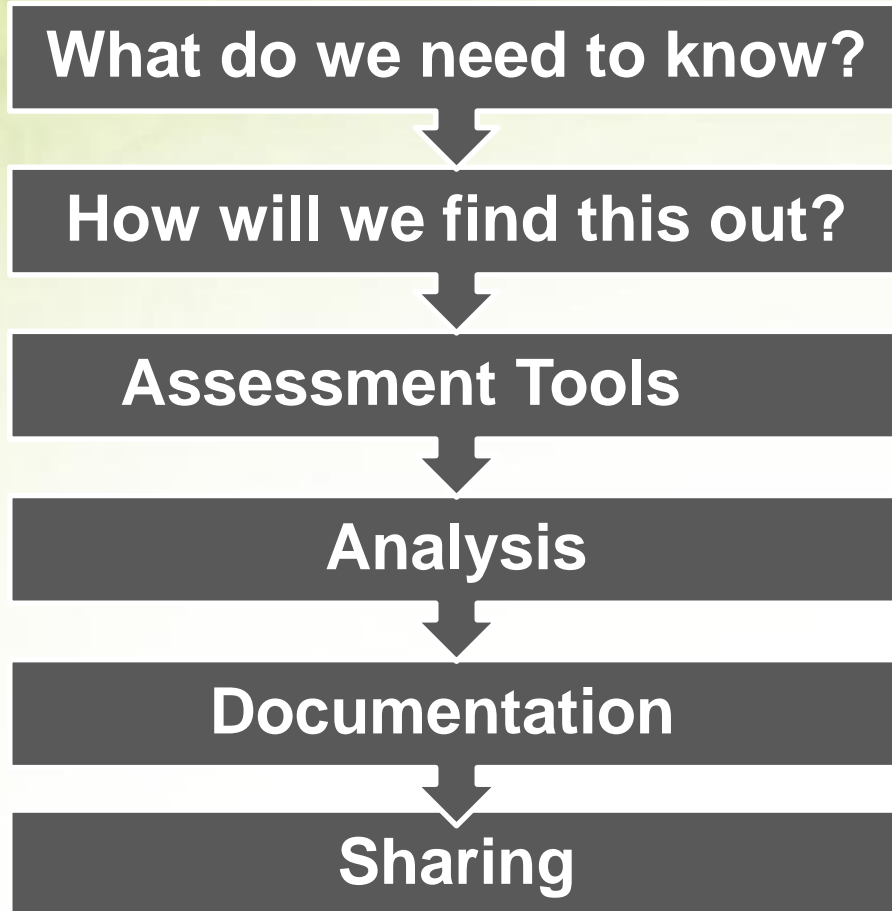 What do we need to know?
How will we find this out?
Assessment Tools
Analysis
Documentation
Sharing